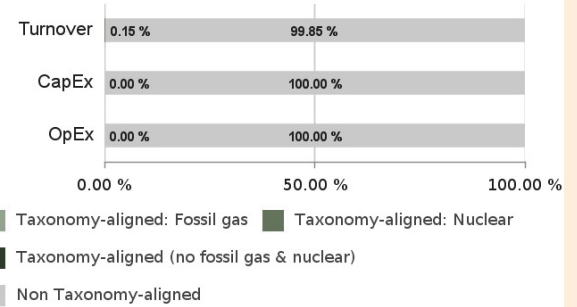 Turnover 0.15 % 99.85 %
CapEx 0.00 % 100.00 %
OpEx 0.00 % 100.00 %
0.00 % 50.00 % 100.00 %
Taxonomy-aligned: Fossil gas Taxonomy-aligned: Nuclear
Taxonomy-aligned (no fossil gas & nuclear)
Non Taxonomy-aligned